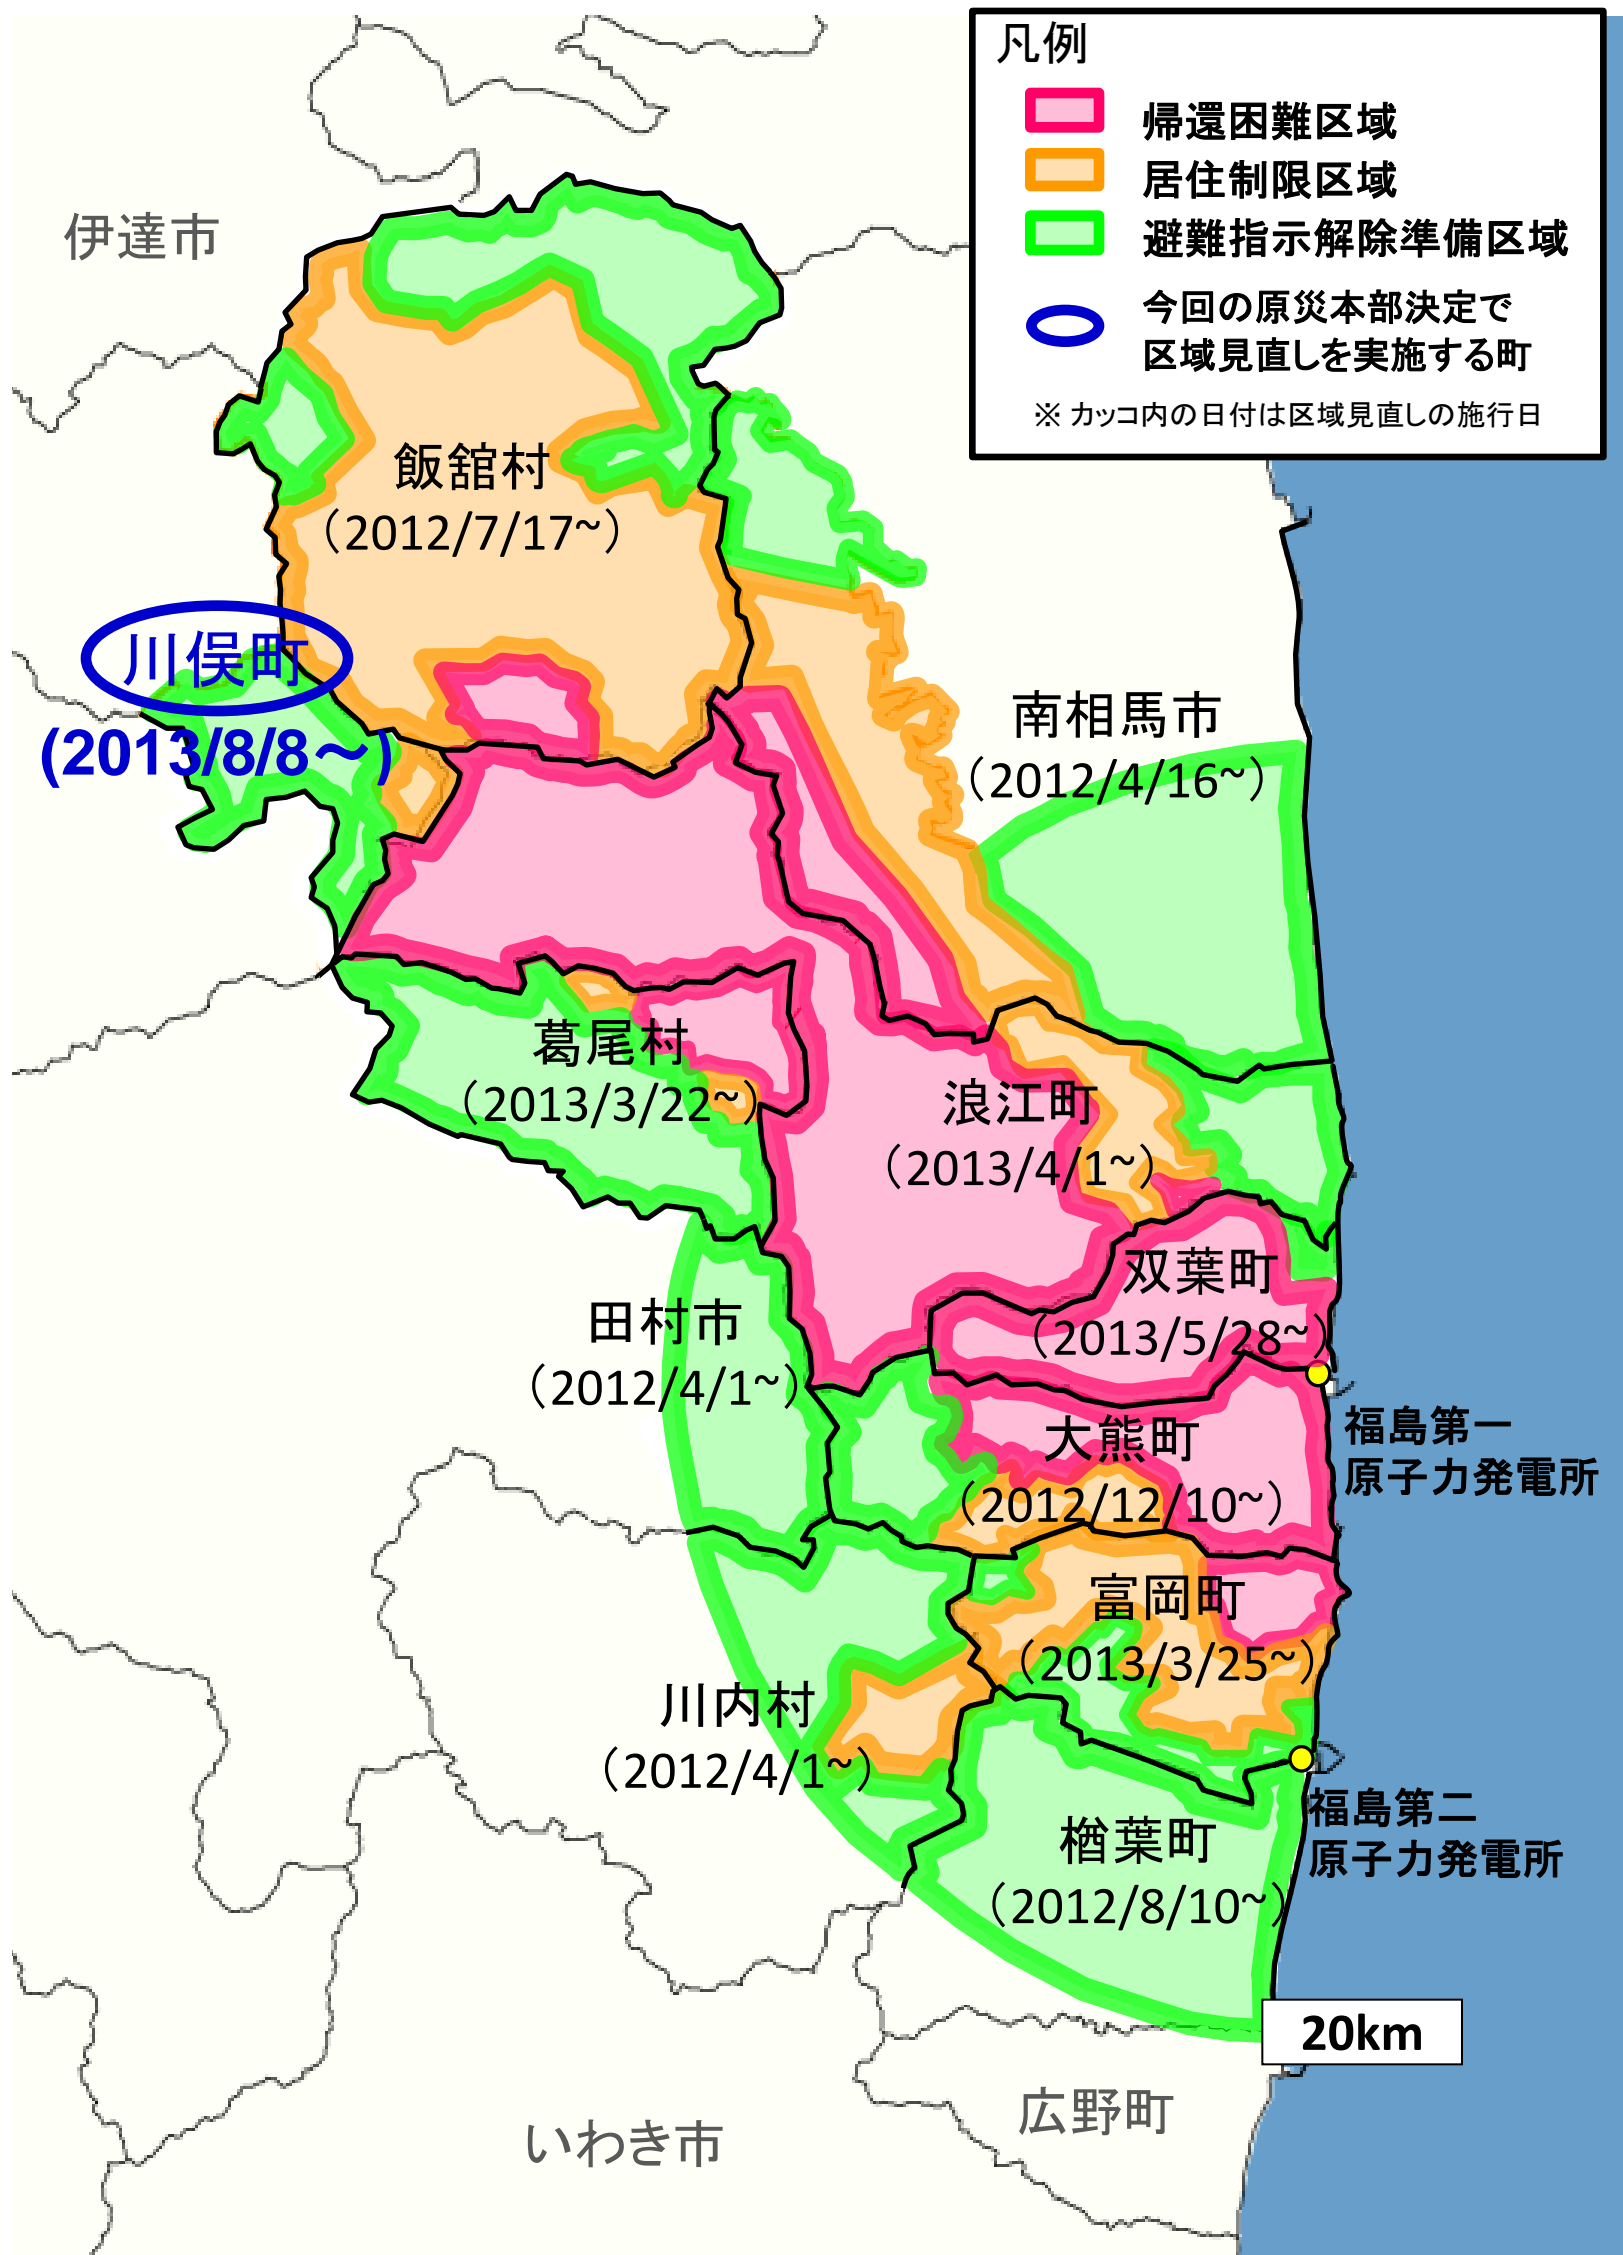 凡例
帰還困難区域
居住制限区域
避難指示解除準備区域
今回の原災本部決定で
区域見直しを実施する町
※ カッコ内の日付は区域見直しの施行日
伊達市
飯舘村
（2012/7/17~）
川俣町
(2013/8/8～)
南相馬市
（2012/4/16~）
葛尾村
（2013/3/22~）
浪江町
（2013/4/1~）
双葉町
（2013/5/28~）
田村市
（2012/4/1~）
大熊町
（2012/12/10~）
福島第一
原子力発電所
富岡町
（2013/3/25~）
川内村
（2012/4/1~）
福島第二
原子力発電所
楢葉町
（2012/8/10~）
20km
広野町
いわき市